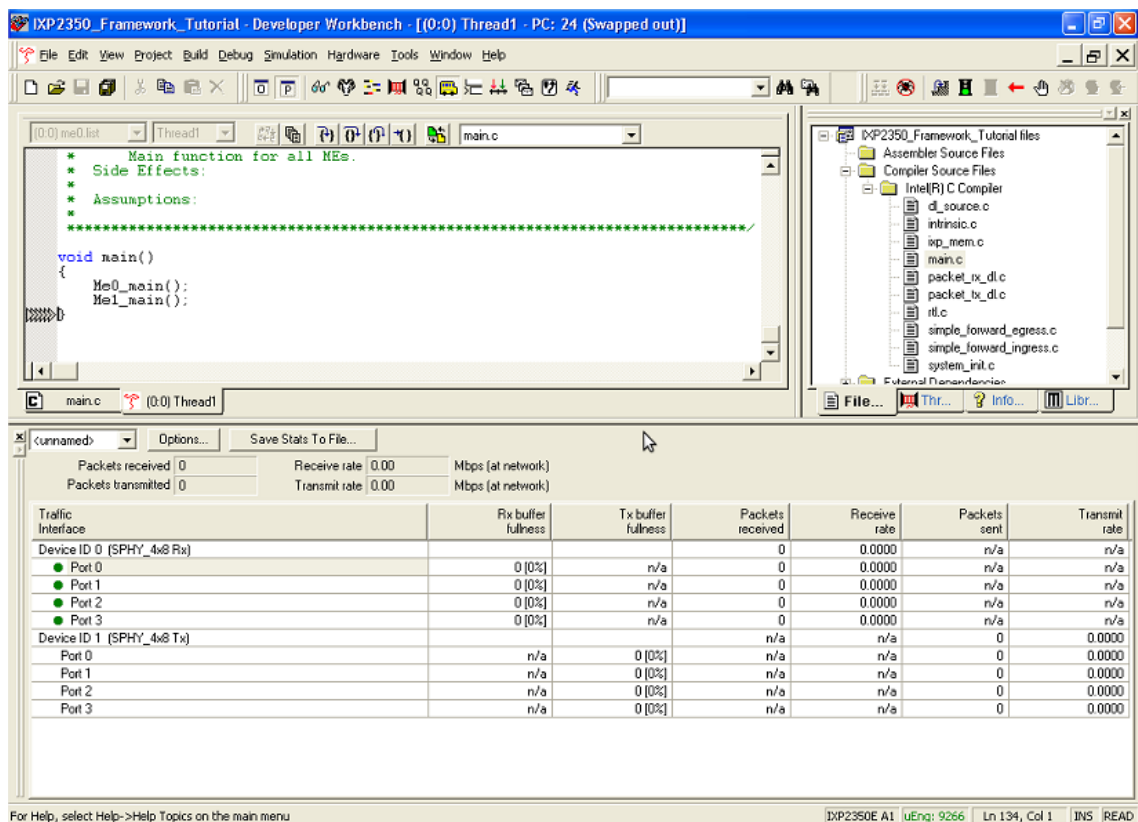 IXP2350_Framework_Tutorial - Developer Workbench - [(0:0) Thread1 - PC: 24 (Swapped out)]
File Edit View Project Build Debug Simulation Hardware Tools Window Help
[0:0] me0.list Thread1 main.c
* Main function for all MEs.
* Side Effects:
*
* Assumptions:
*
*******************************************************************************/
void main()
{
Me0_main();
Me1_main();
}
main.c (0:0) Thread1
IXP2350_Framework_Tutorial files
Assembler Source Files
Compiler Source Files
Intel(R) C Compiler
dl_source.c
intrinsic.c
ixp_mem.c
main.c
packet_rx_dl.c
packet_tx_dl.c
rtl.c
simple_forward_egress.c
simple_forward_ingress.c
system_init.c
External Dependencies
File... Thr... Info... Libr...
<unnamed> Options... Save Stats To File...
Packets received 0 Receive rate 0.00 Mbps (at network)
Packets transmitted 0 Transmit rate 0.00 Mbps (at network)
Traffic Interface Rx buffer fullness Tx buffer fullness Packets received Receive rate Packets sent Transmit rate
Device ID 0 (SPHY_4x8 Rx) 0 0.0000 n/a n/a
Port 0 0 [0%] n/a 0 0.0000 n/a n/a
Port 1 0 [0%] n/a 0 0.0000 n/a n/a
Port 2 0 [0%] n/a 0 0.0000 n/a n/a
Port 3 0 [0%] n/a 0 0.0000 n/a n/a
Device ID 1 (SPHY_4x8 Tx) n/a n/a 0 0.0000
Port 0 n/a 0 [0%] n/a n/a 0 0.0000
Port 1 n/a 0 [0%] n/a n/a 0 0.0000
Port 2 n/a 0 [0%] n/a n/a 0 0.0000
Port 3 n/a 0 [0%] n/a n/a 0 0.0000
For Help, select Help->Help Topics on the main menu IXP2350E A1 uEng: 9266 Ln 134, Col 1 INS READ